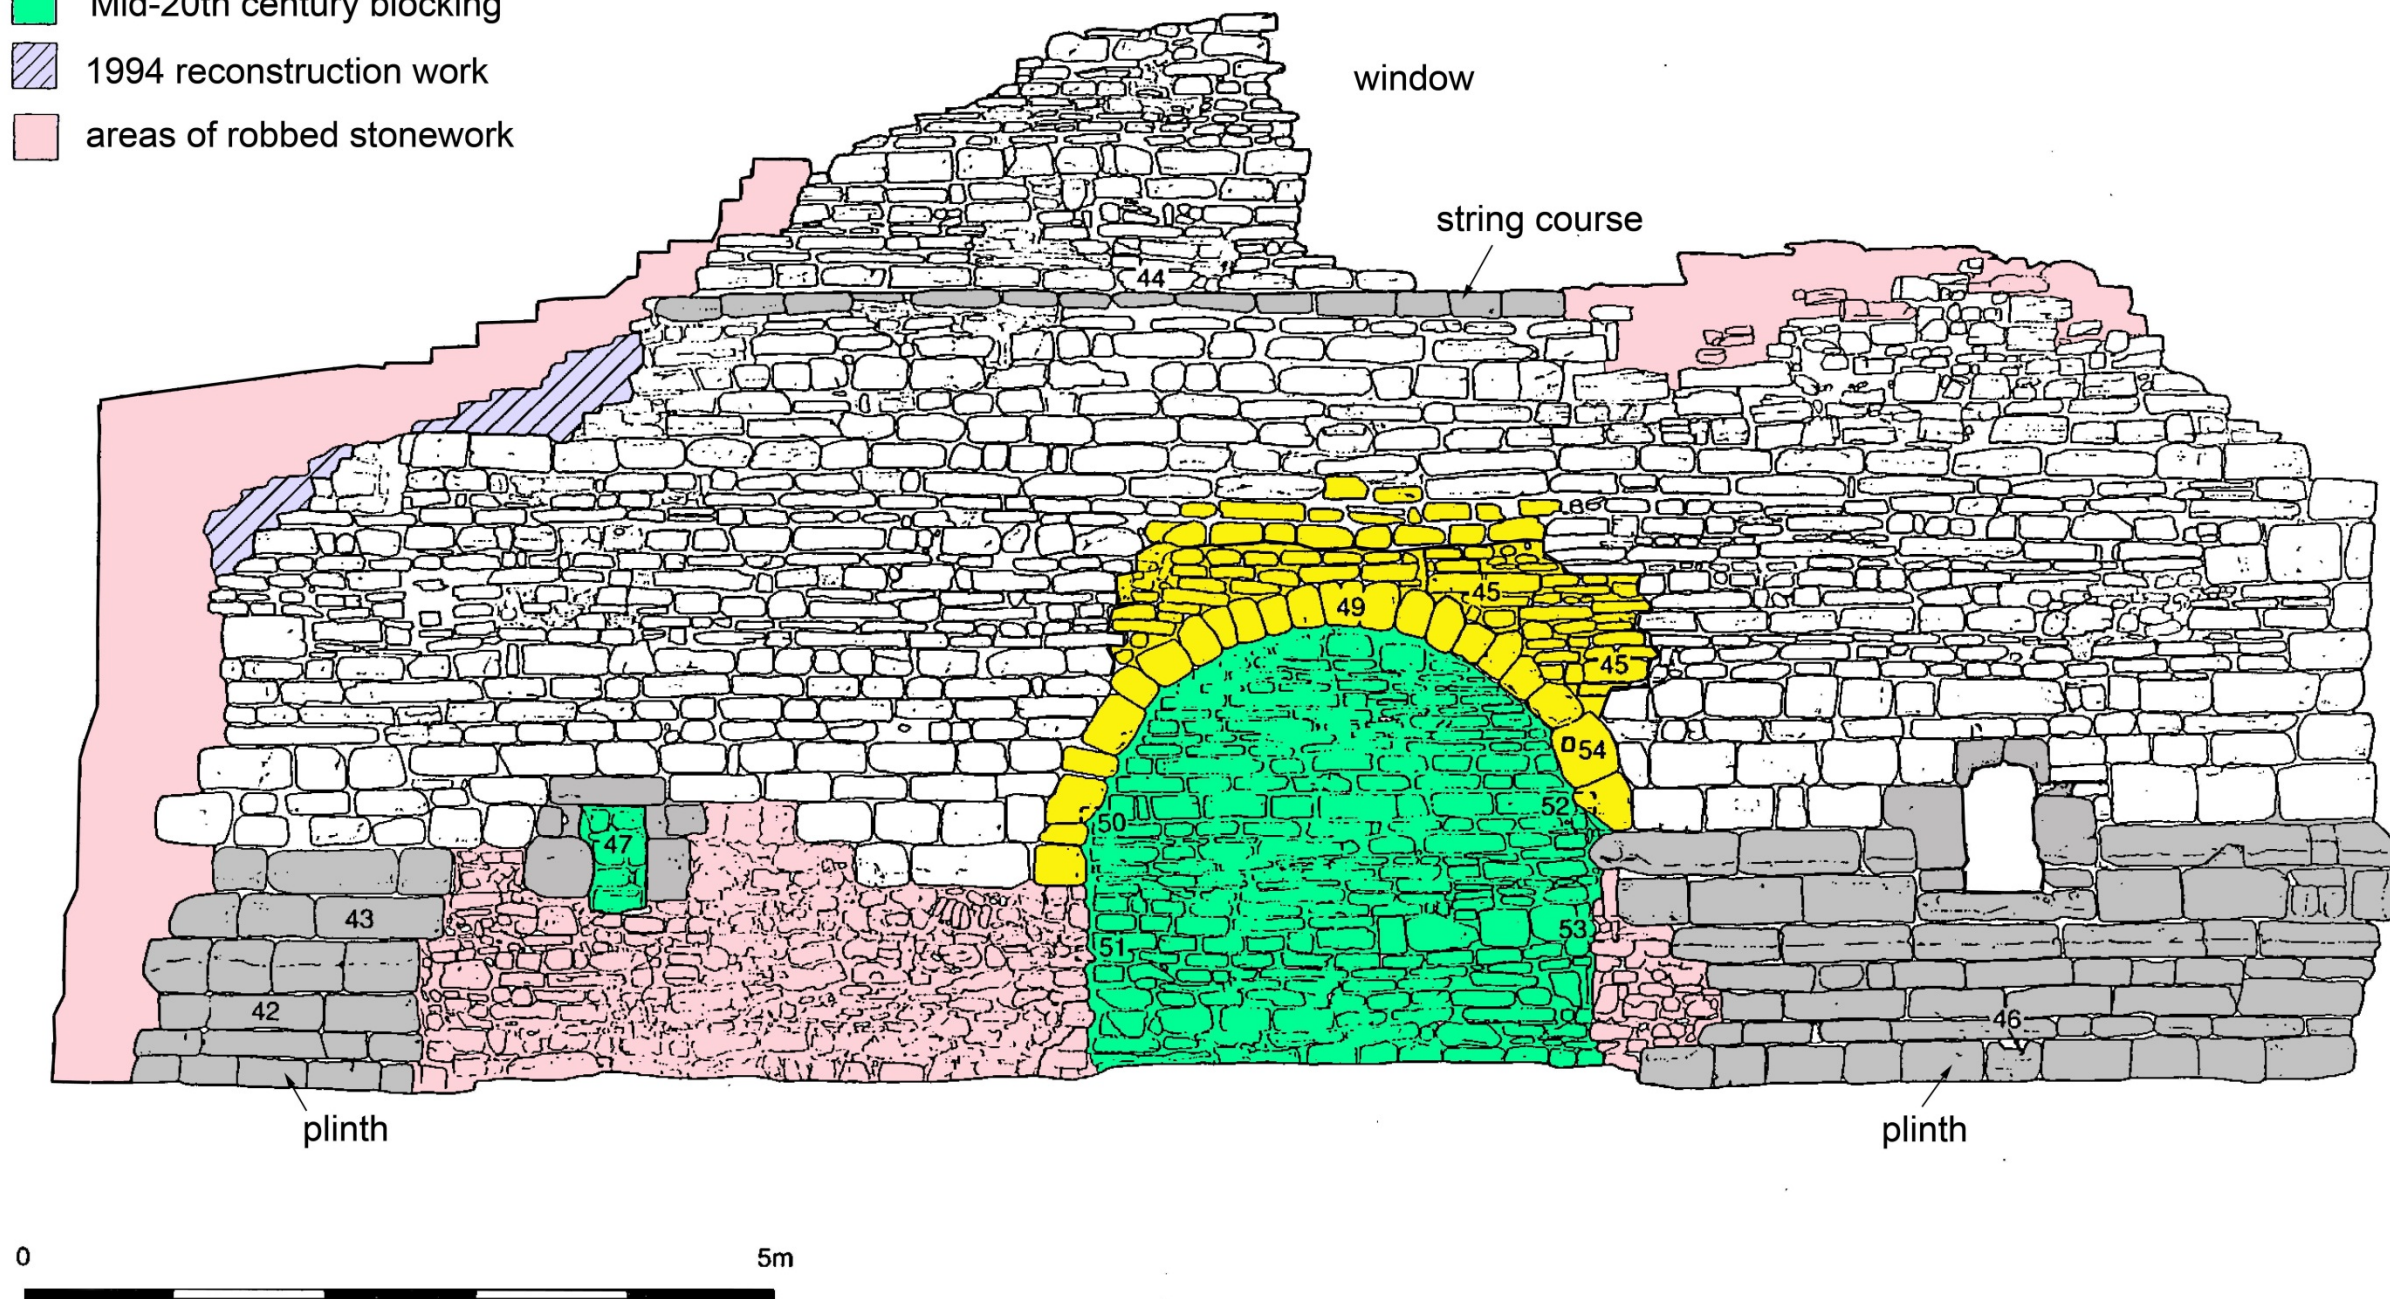 Mid-20th century blocking
1994 reconstruction work
areas of robbed stonework
window
string course
44
49
45
45
54
50
52
47
43
51
53
42
46
plinth
plinth
0
5m